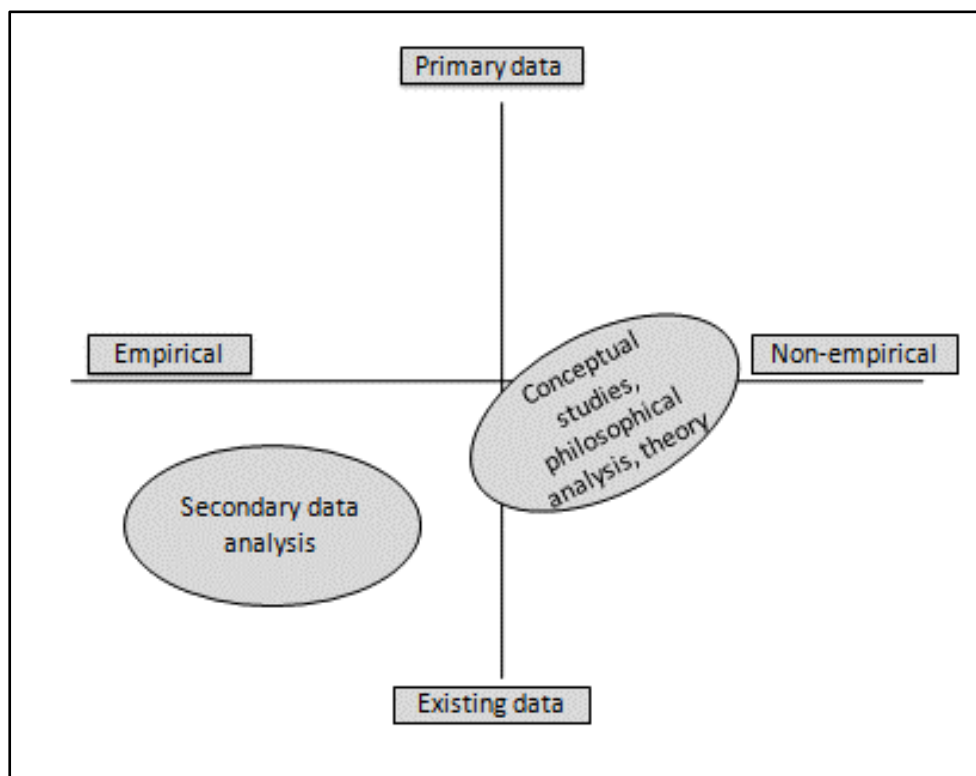 Primary data
Empirical
Non-empirical
Conceptual
studies,
philosophical
analysis, theory
Secondary data
analysis
Existing data